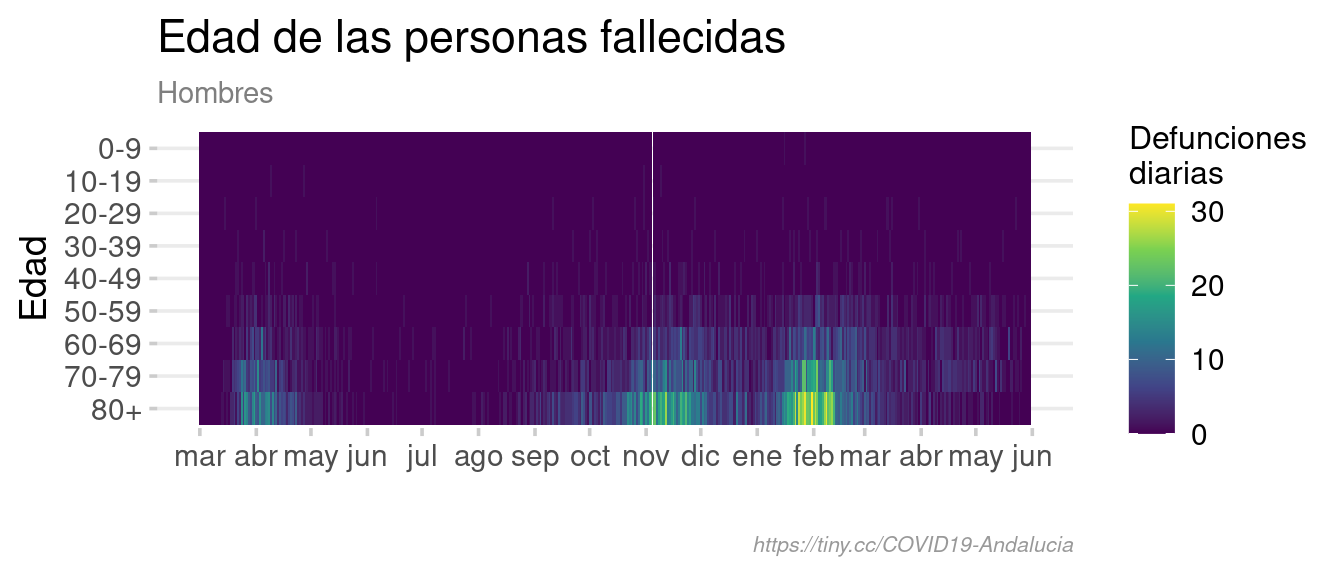 Edad de las personas fallecidas
Hombres
Defunciones
diarias
30
20
10
0
Edad
0-9
10-19
20-29
30-39
40-49
50-59
60-69
70-79
80+
mar abr may jun jul ago sep oct nov dic ene feb mar abr may jun
https://tiny.cc/COVID19-Andalucia